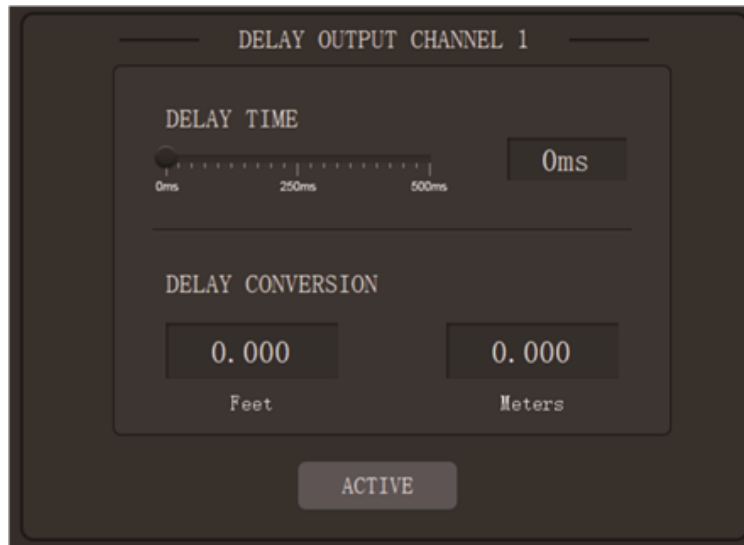 DELAY OUTPUT CHANNEL 1
DELAY TIME
0ms
0ms 250ms 500ms
DELAY CONVERSION
0.000 0.000
Feet Meters
ACTIVE